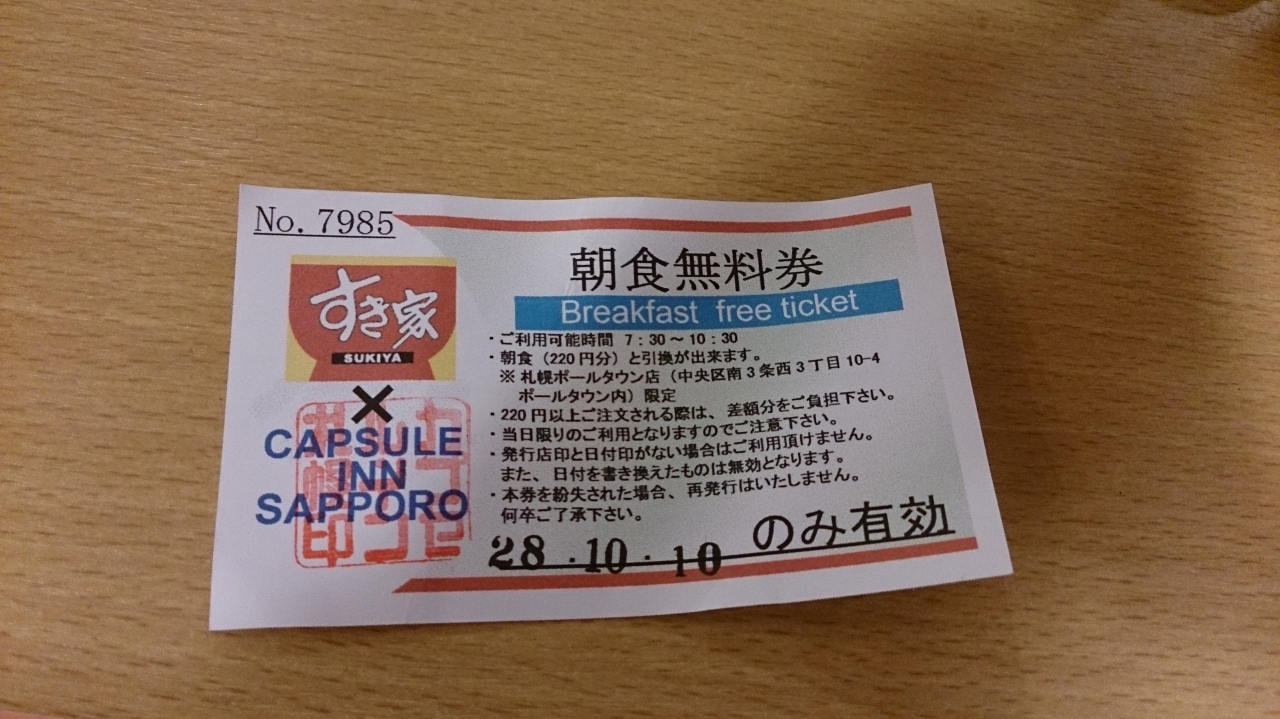 No. 7985
すき家
SUKIYA
×
CAPSULE
INN
SAPPORO
朝食無料券
Breakfast free ticket
・ご利用可能時間 7：30～10：30
・朝食（220円分）と引換が出来ます。
※札幌ポールタウン店（中央区南3条西3丁目10-4
ポールタウン内）限定
・220円以上ご注文される際は、差額分をご負担下さい。
・当日限りのご利用となりますのでご注意下さい。
・発行店印と日付印がない場合はご利用頂けません。
また、日付を書き換えたものは無効となります。
・本券を紛失された場合、再発行はいたしません。
何卒ご了承下さい。
28.10.10 のみ有効